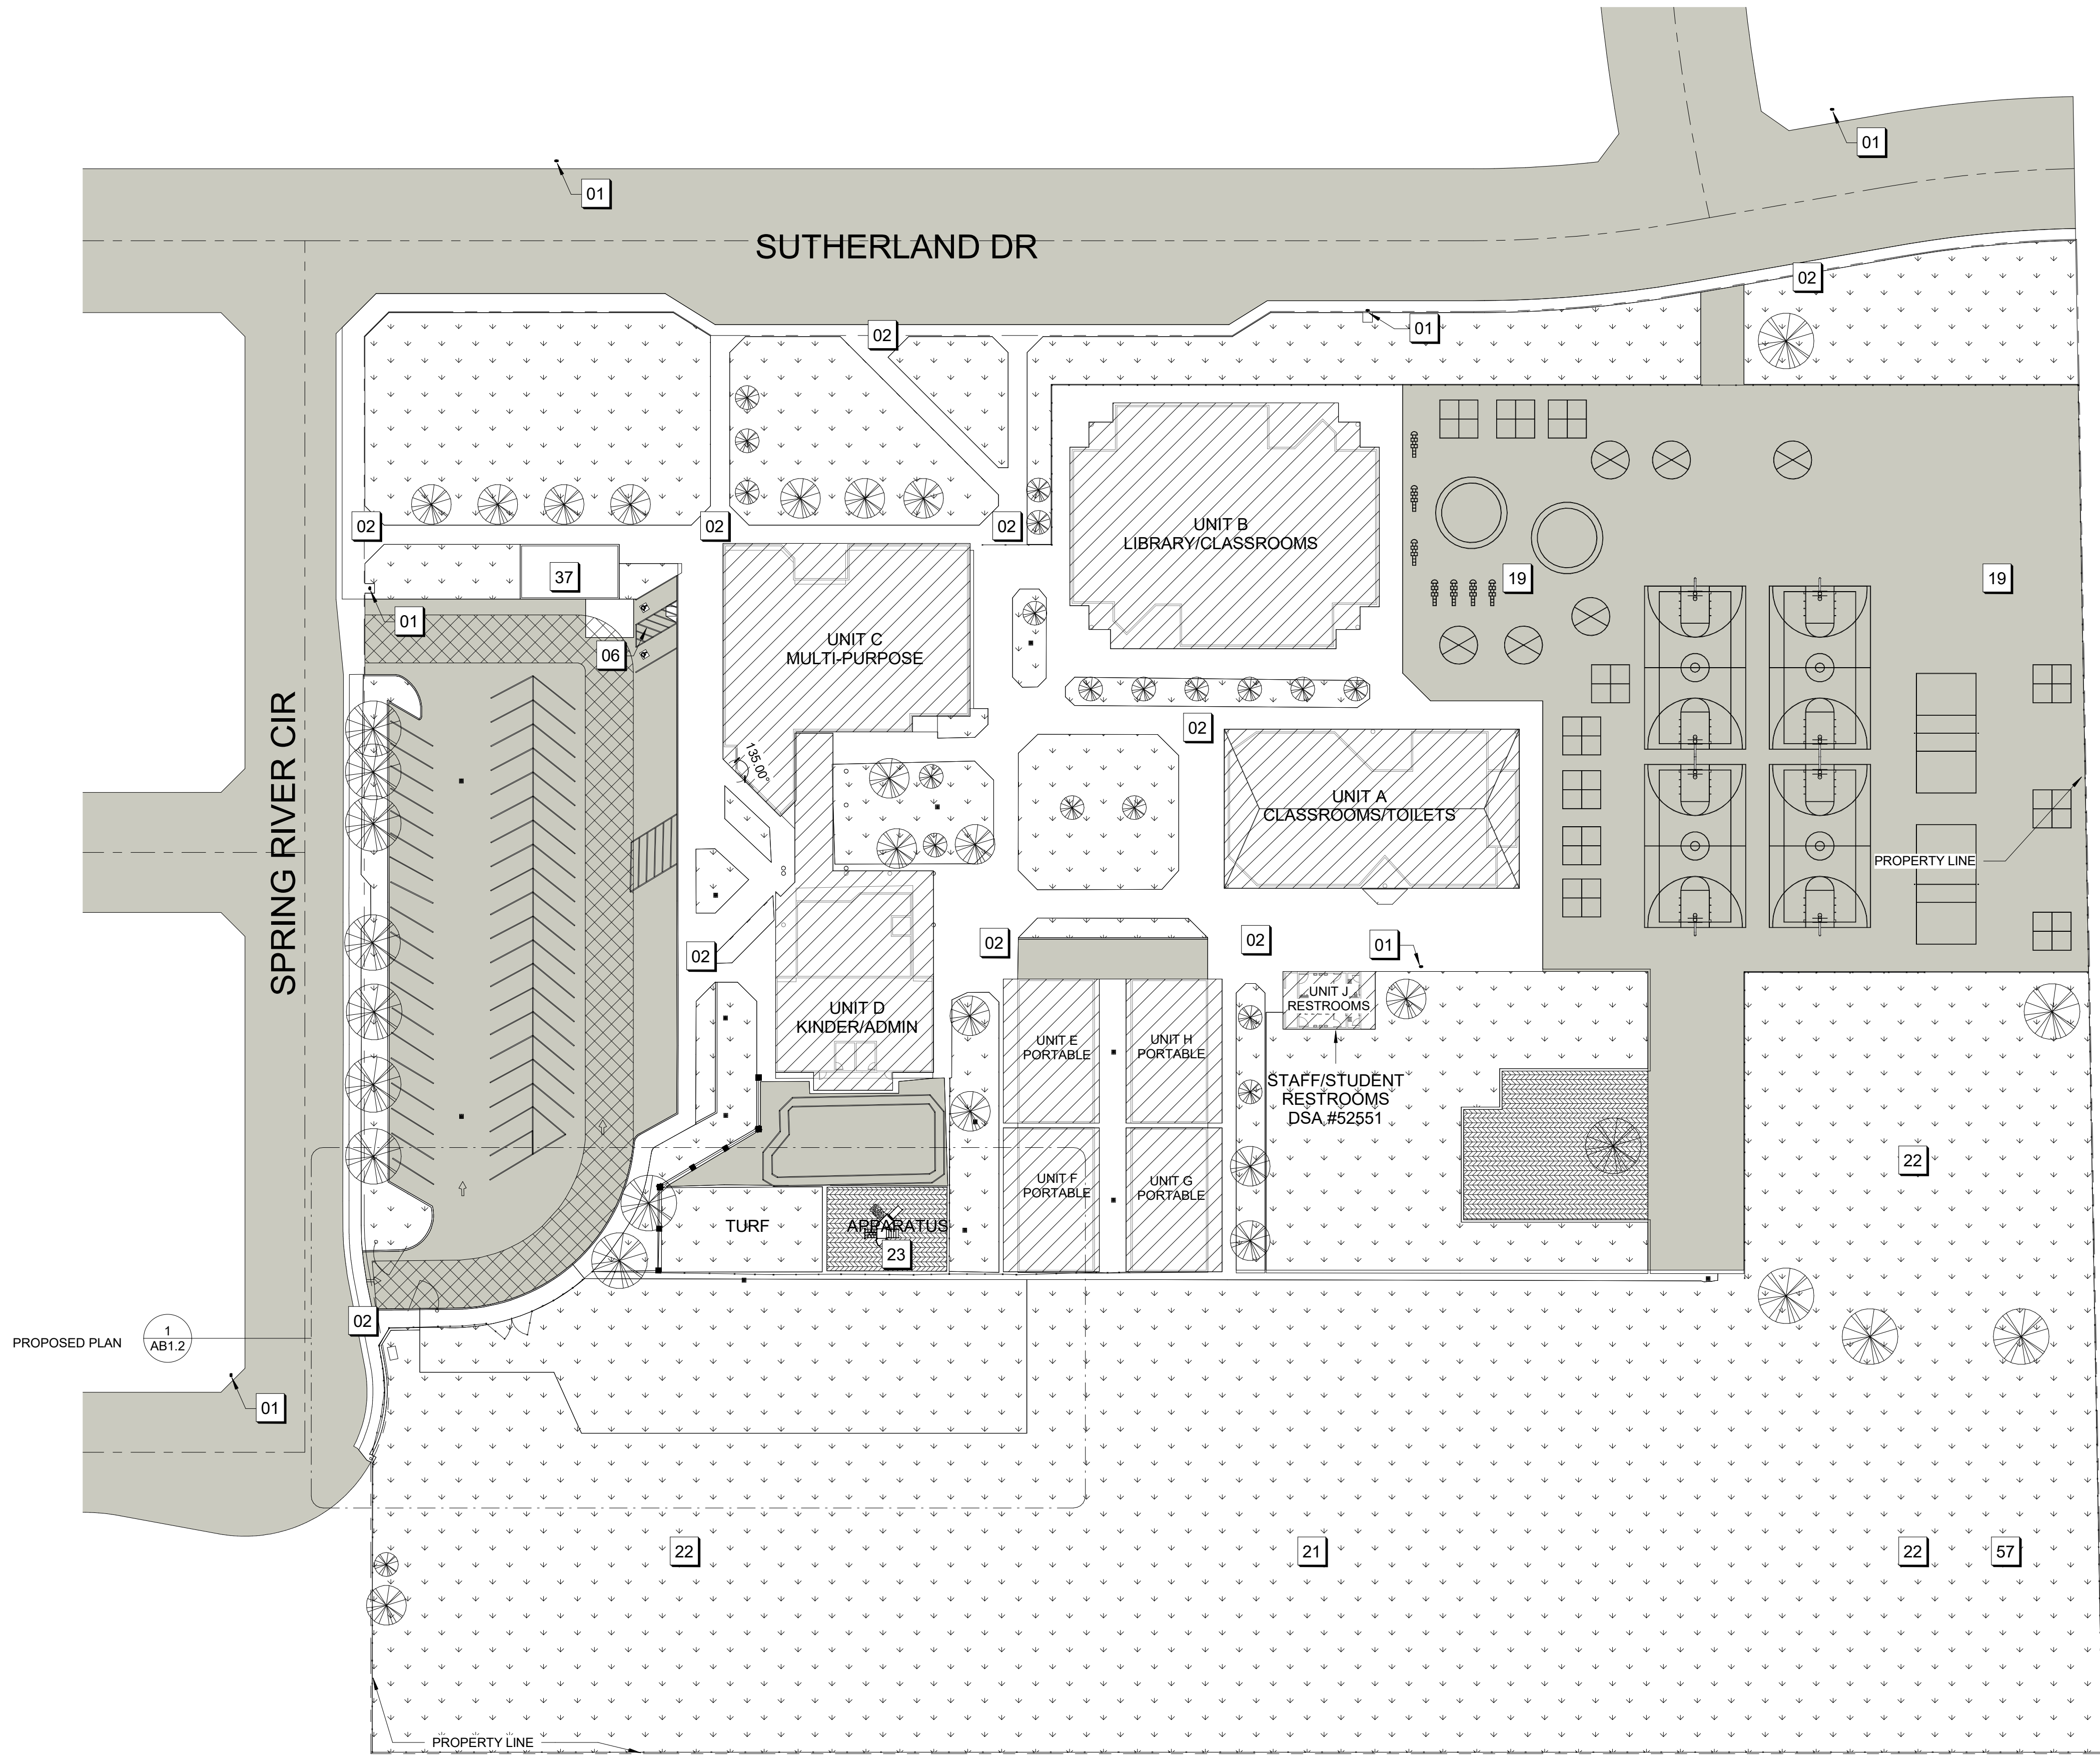 01
01
SUTHERLAND DR
02
01
02
02
02
02
UNIT B
LIBRARY/CLASSROOMS
37
19
19
01
06
UNIT C
MULTI-PURPOSE
02
135.00°
SPRING RIVER CIR
UNIT A
CLASSROOMS/TOILETS
PROPERTY LINE
02
02
02
01
UNIT D
KINDER/ADMIN
UNIT J
RESTROOMS
UNIT E
PORTABLE
UNIT H
PORTABLE
STAFF/STUDENT
RESTROOMS
DSA #52551
22
UNIT F
PORTABLE
UNIT G
PORTABLE
TURF
APPARATUS
23
02
PROPOSED PLAN
1
AB1.2
01
22
21
22
57
PROPERTY LINE